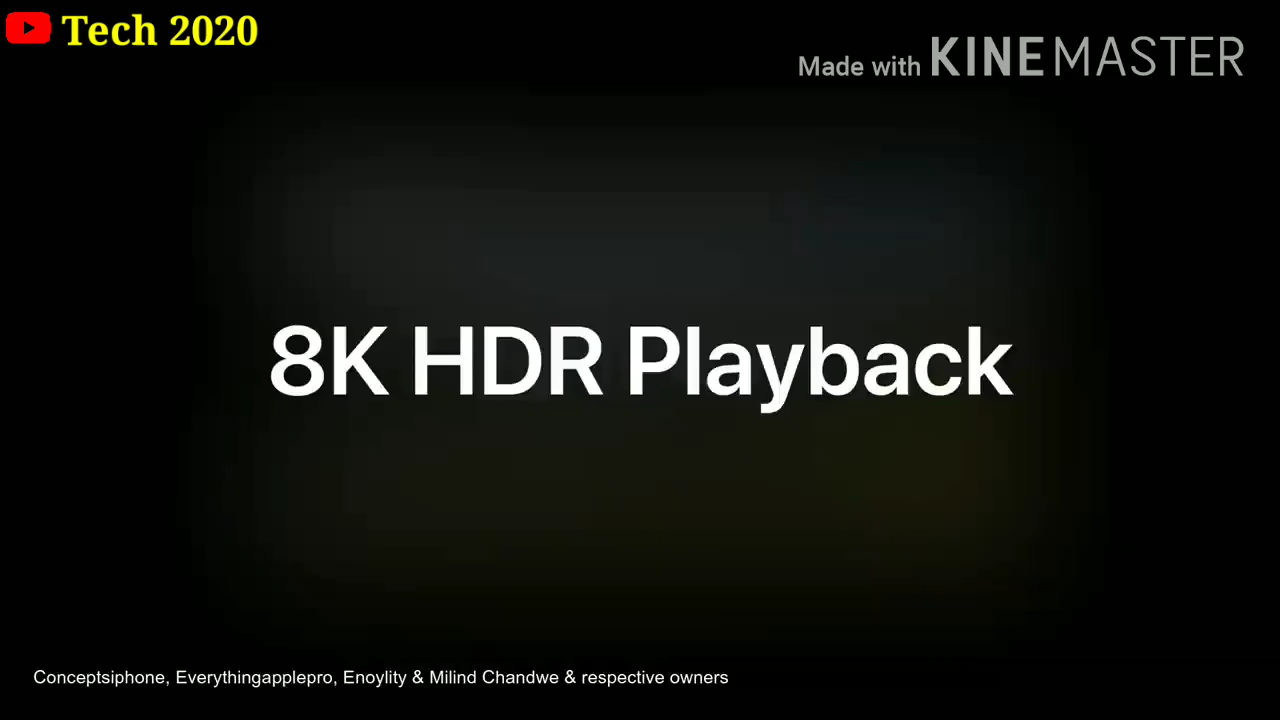 Tech 2020
Made with KINEMASTER
8K HDR Playback
Conceptsiphone, Everythingapplepro, Enoylity & Milind Chandwe & respective owners